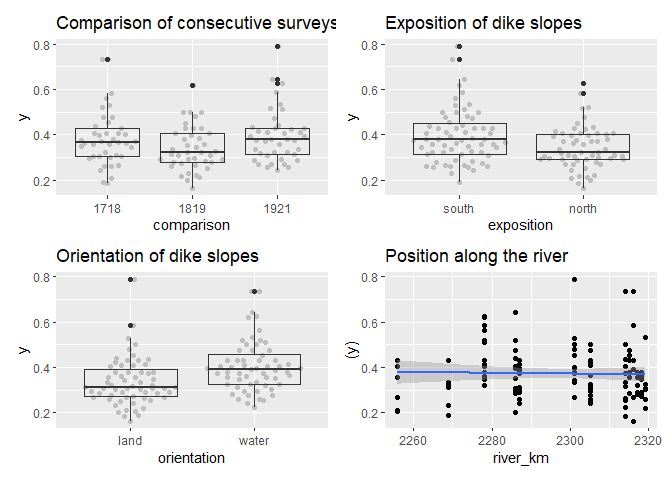 Comparison of consecutive surveys
0.8
0.6
0.4
0.2
y
1718 1819 1921
comparison
Exposition of dike slopes
0.8
0.6
0.4
0.2
y
south north
exposition
Orientation of dike slopes
0.8
0.6
0.4
0.2
y
land water
orientation
Position along the river
0.8
0.6
0.4
0.2
(y)
2260 2280 2300 2320
river_km